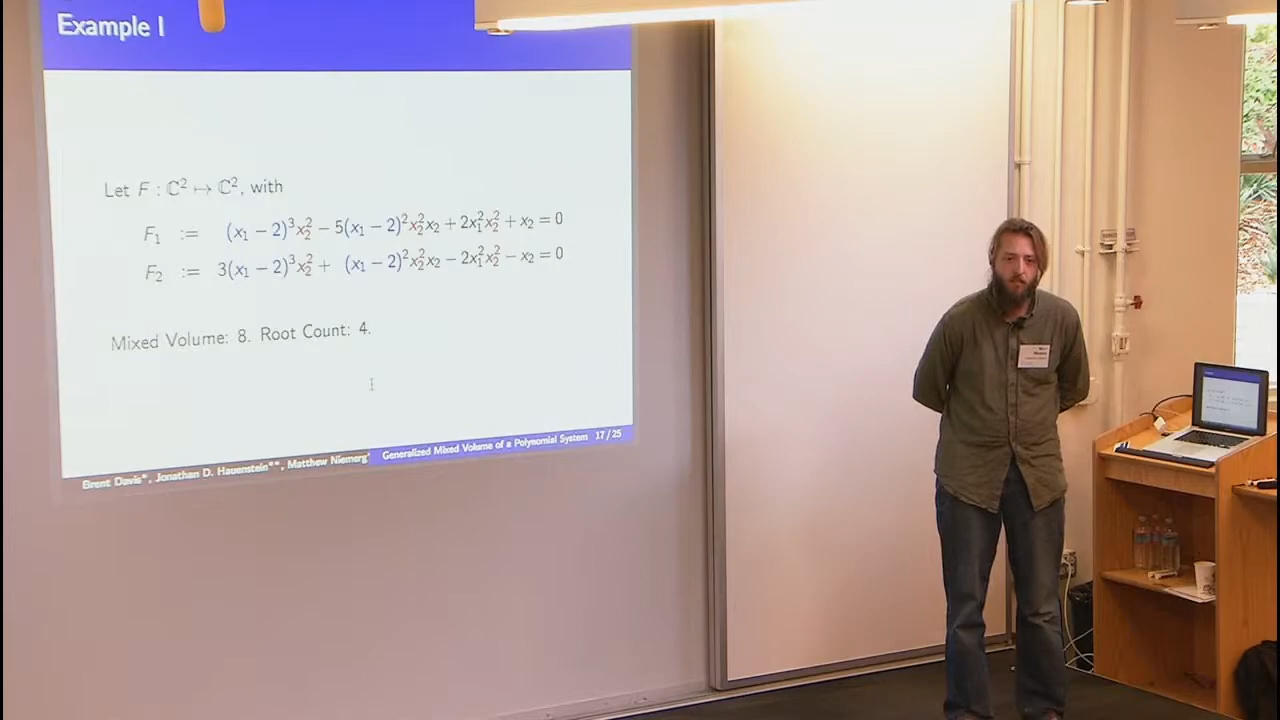 Example I
Let F : ℂ² ↦ ℂ², with
F₁ := (x₁ − 2)³x₂² − 5(x₁ − 2)²x₂²x₂ + 2x₁²x₂² + x₂ = 0
F₂ := 3(x₁ − 2)³x₂² + (x₁ − 2)²x₂²x₂ − 2x₁²x₂² − x₂ = 0
Mixed Volume: 8. Root Count: 4.
Brent Davis*, Jonathan D. Hauenstein**, Matthew Niemerg* Generalized Mixed Volume of a Polynomial System 17/25